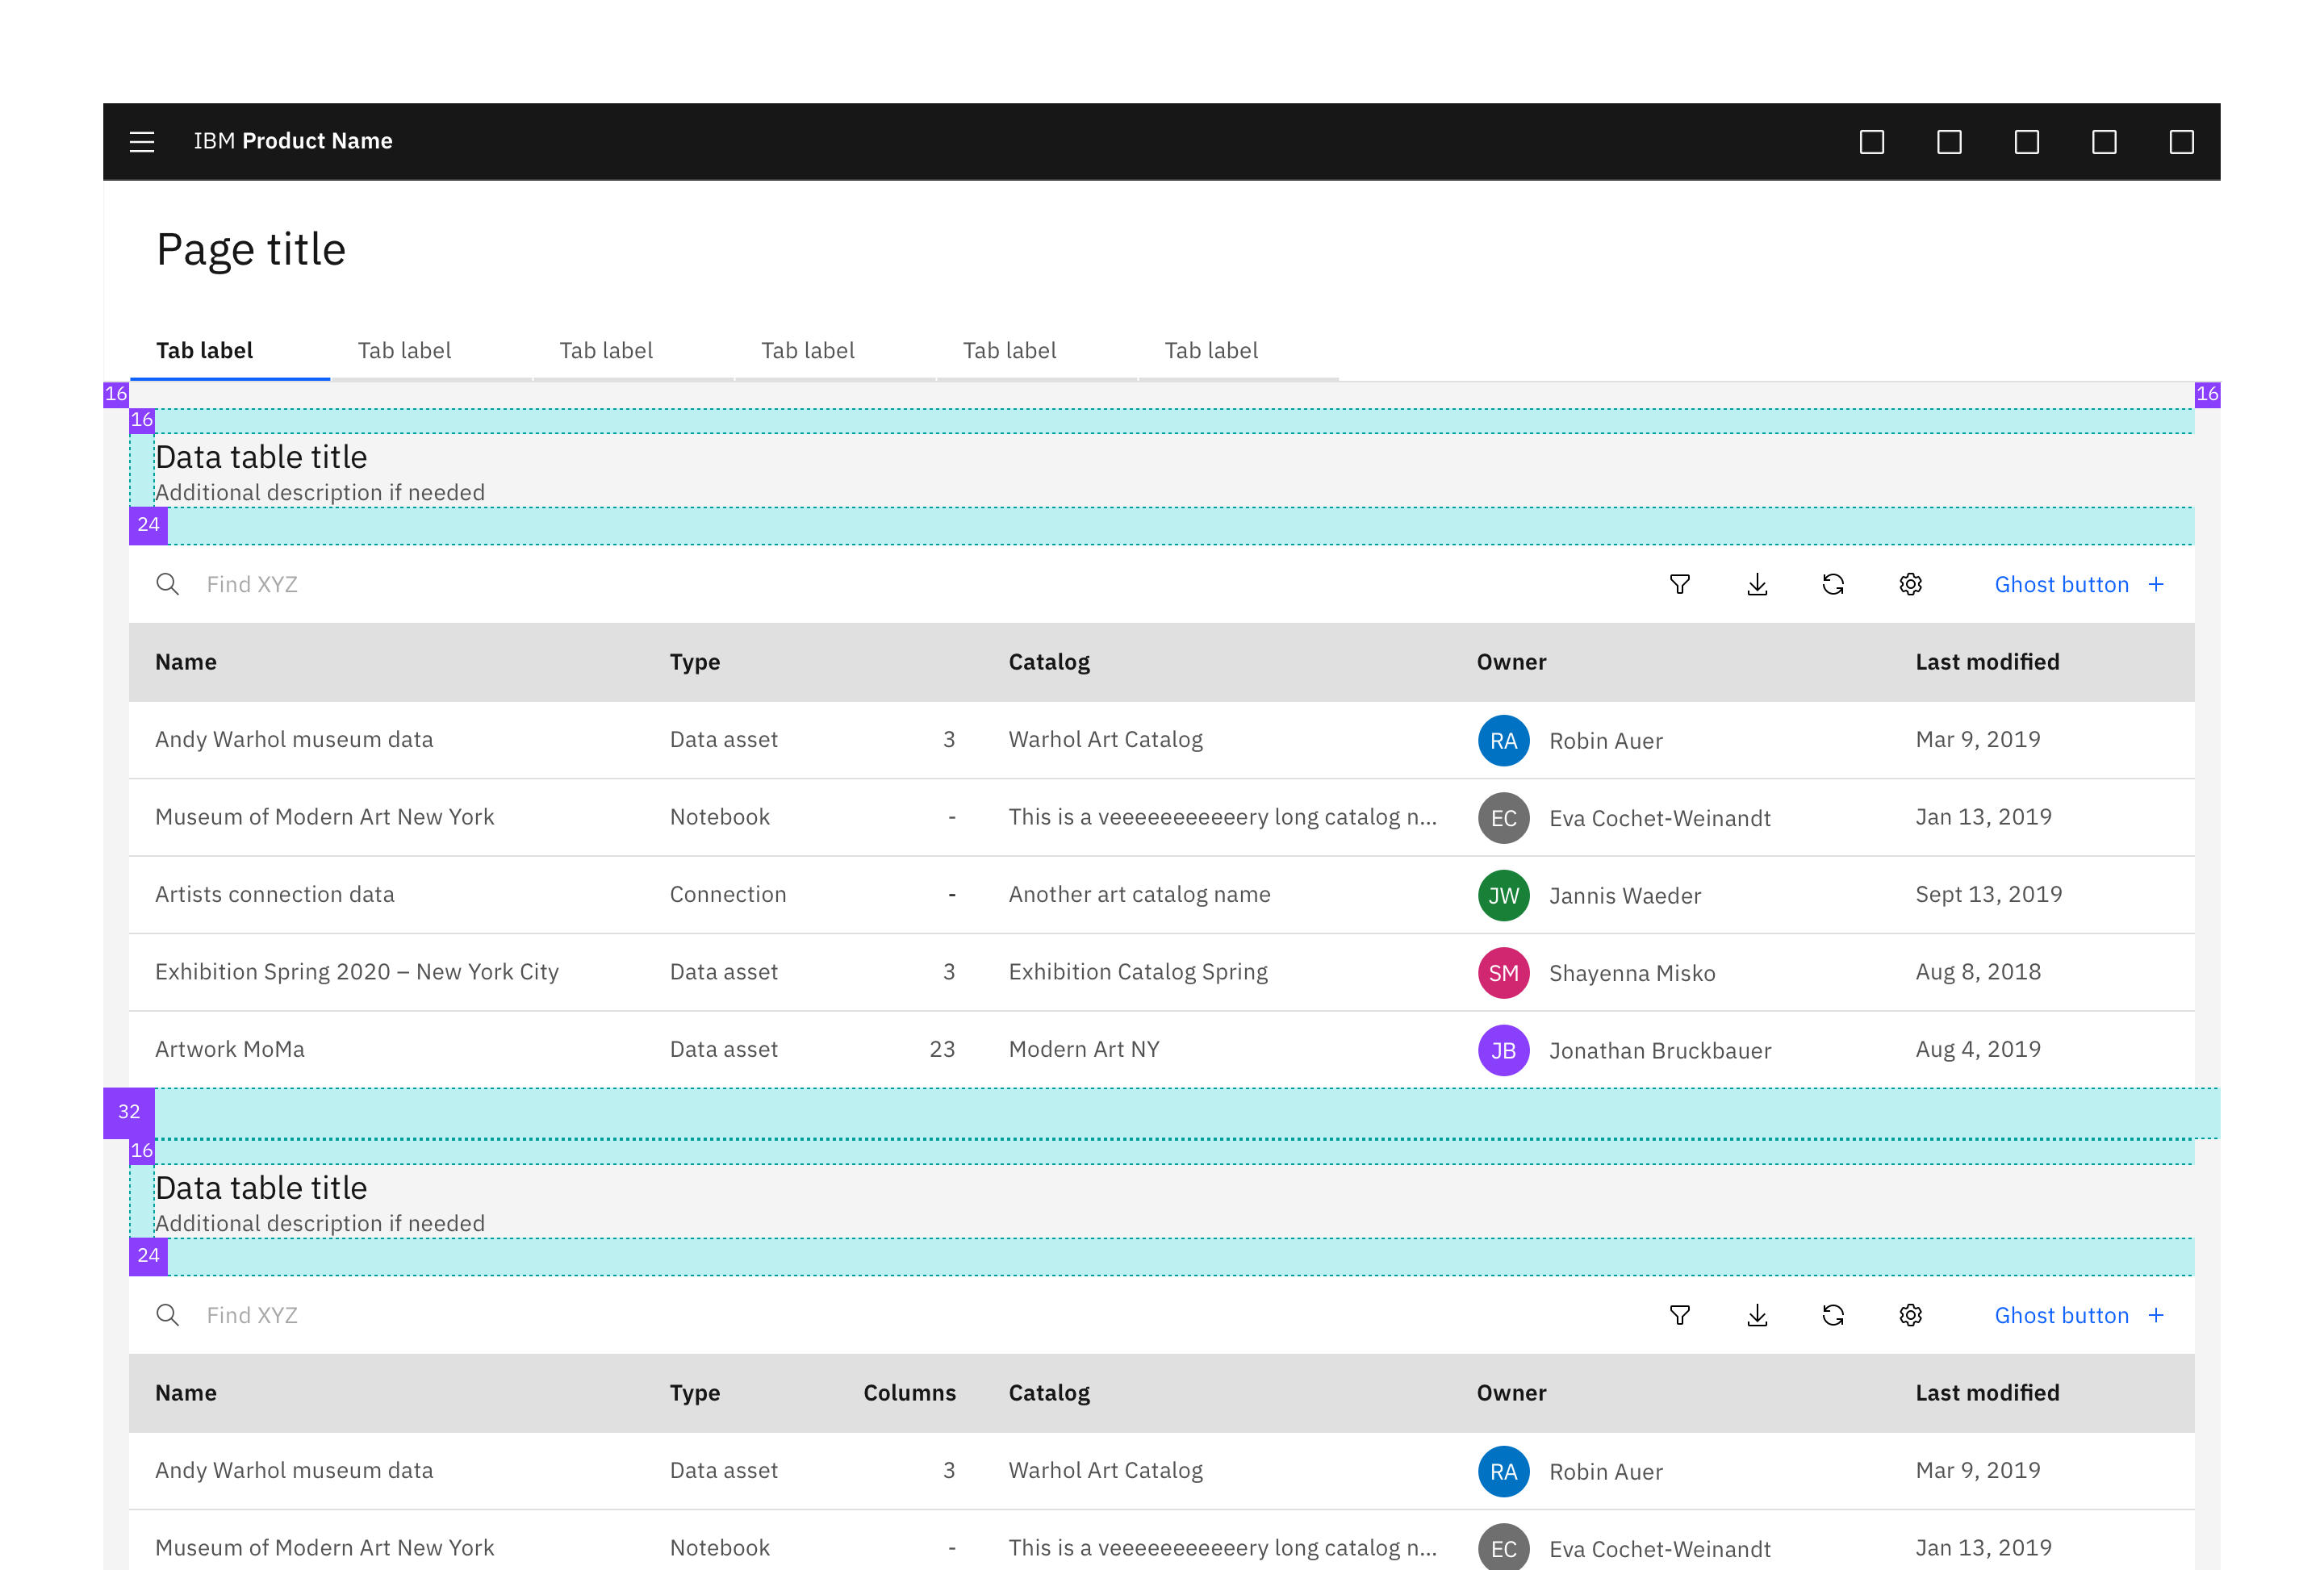 IBM Product Name
Page title
Tab label Tab label Tab label Tab label Tab label Tab label
16 16
16
Data table title
Additional description if needed
24
Find XYZ Ghost button +
Name Type Catalog Owner Last modified
Andy Warhol museum data Data asset 3 Warhol Art Catalog RA Robin Auer Mar 9, 2019
Museum of Modern Art New York Notebook - This is a veeeeeeeeeeery long catalog n... EC Eva Cochet-Weinandt Jan 13, 2019
Artists connection data Connection - Another art catalog name JW Jannis Waeder Sept 13, 2019
Exhibition Spring 2020 – New York City Data asset 3 Exhibition Catalog Spring SM Shayenna Misko Aug 8, 2018
Artwork MoMa Data asset 23 Modern Art NY JB Jonathan Bruckbauer Aug 4, 2019
32
16
Data table title
Additional description if needed
24
Find XYZ Ghost button +
Name Type Columns Catalog Owner Last modified
Andy Warhol museum data Data asset 3 Warhol Art Catalog RA Robin Auer Mar 9, 2019
Museum of Modern Art New York Notebook - This is a veeeeeeeeeeery long catalog n... EC Eva Cochet-Weinandt Jan 13, 2019